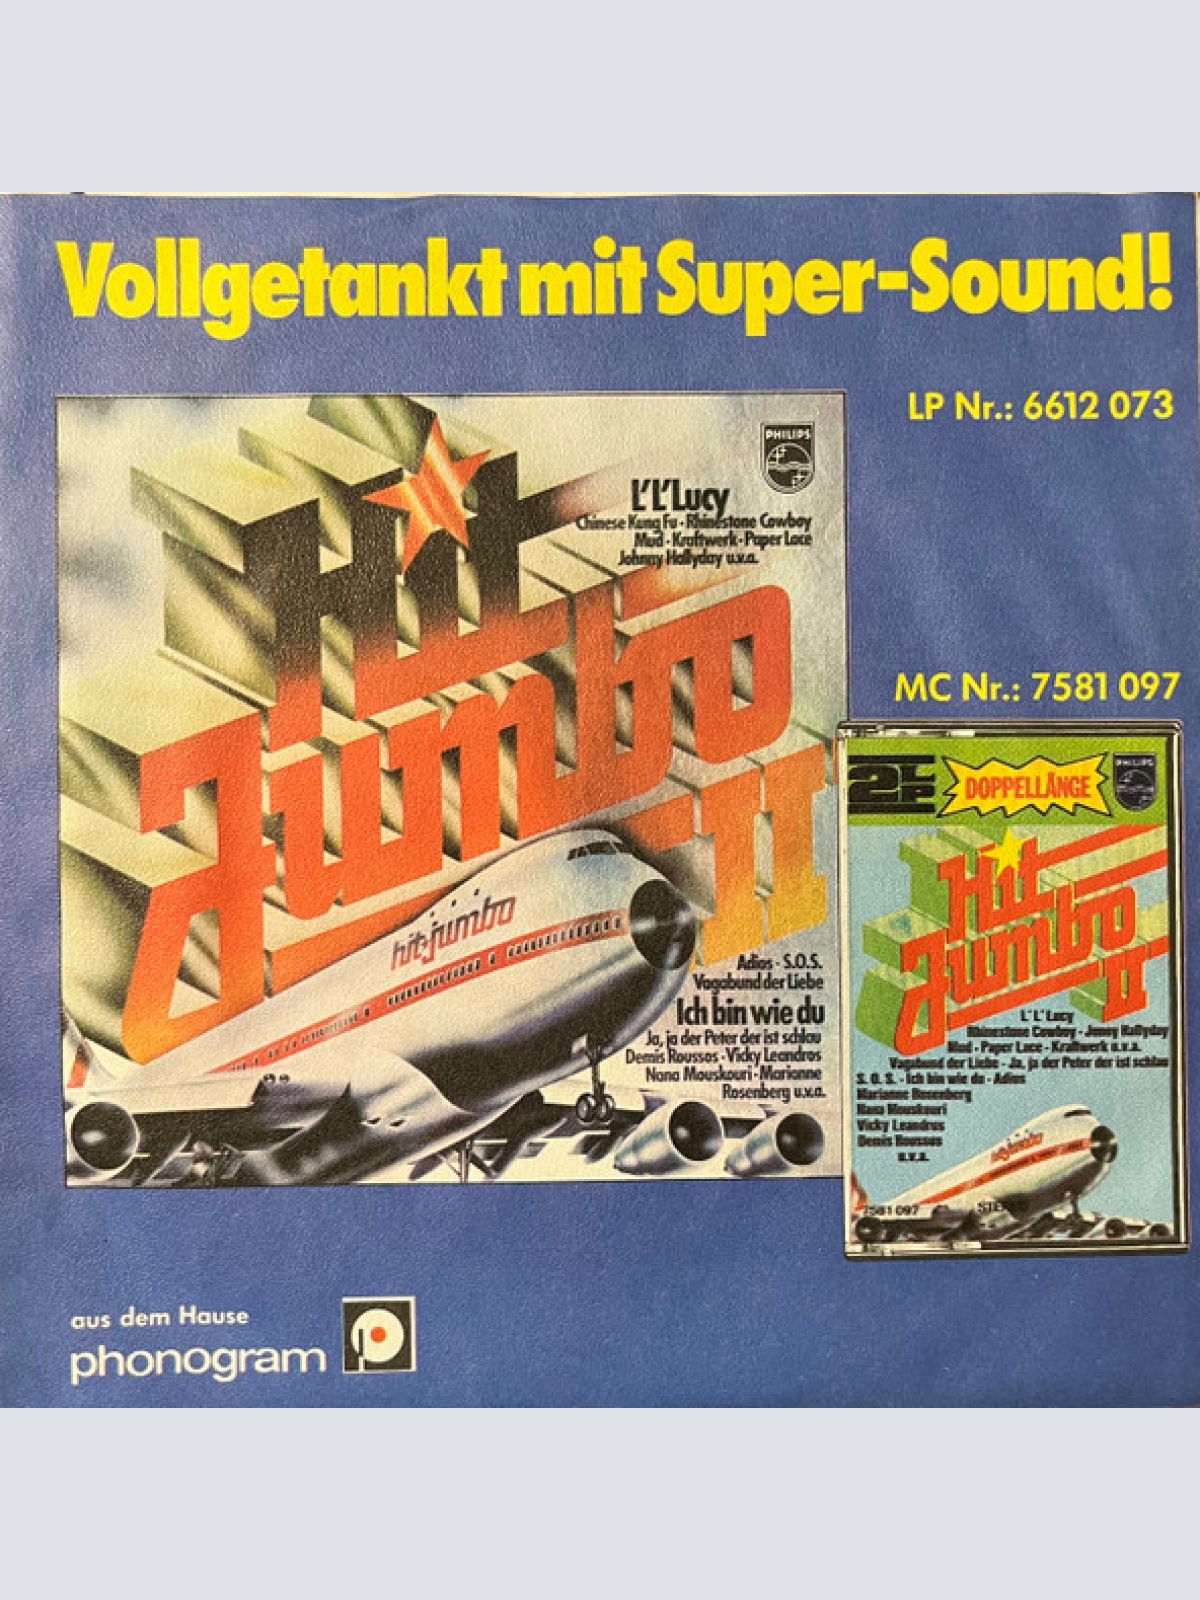 Vollgetankt mit Super-Sound!
LP Nr.: 6612 073
PHILIPS
L'L'Lucy
Chinese Kung Fu · Rhinestone Cowboy
Mud · Kraftwerk · Paper Lace
Johnny Hallyday u.v.a.
Hit
Jumbo
II
hit-jumbo
Adios · S.O.S.
Vagabund der Liebe
Ich bin wie du
Ja, ja der Peter der ist schlau
Demis Roussos · Vicky Leandros
Nana Mouskouri · Marianne
Rosenberg u.v.a.
MC Nr.: 7581 097
2LP
DOPPELLÄNGE
PHILIPS
Hit
Jumbo
II
L' L' Lucy
Rhinestone Cowboy · Jonny Hallyday
Mud · Paper Lace · Kraftwerk u.v.a.
Vagabund der Liebe · Ja, ja der Peter der ist schlau
S. O. S. · Ich bin wie du · Adios
Marianne Rosenberg
Nana Mouskouri
Vicky Leandros
Demis Roussos
u.v.a.
hit-jumbo
7581 097
STEREO
aus dem Hause
phonogram